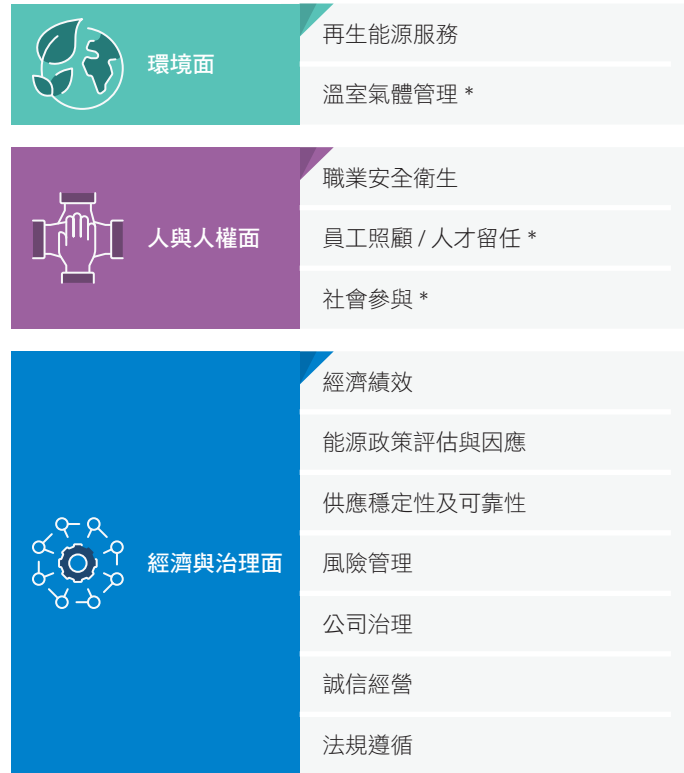 環境面
再生能源服務
溫室氣體管理 *
人與人權面
職業安全衛生
員工照顧 / 人才留任 *
社會參與 *
經濟與治理面
經濟績效
能源政策評估與因應
供應穩定性及可靠性
風險管理
公司治理
誠信經營
法規遵循